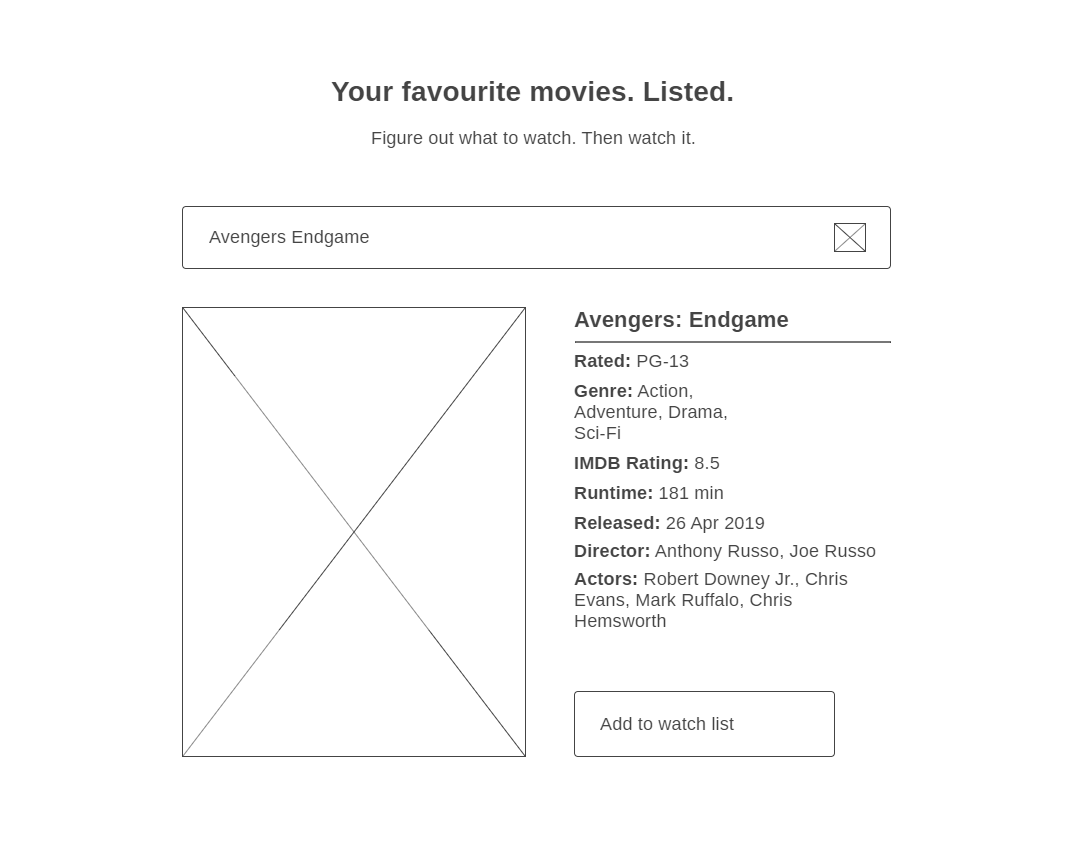 Your favourite movies. Listed.
Figure out what to watch. Then watch it.
Avengers Endgame
Avengers: Endgame
Rated: PG-13
Genre: Action,
Adventure, Drama,
Sci-Fi
IMDB Rating: 8.5
Runtime: 181 min
Released: 26 Apr 2019
Director: Anthony Russo, Joe Russo
Actors: Robert Downey Jr., Chris
Evans, Mark Ruffalo, Chris
Hemsworth
Add to watch list